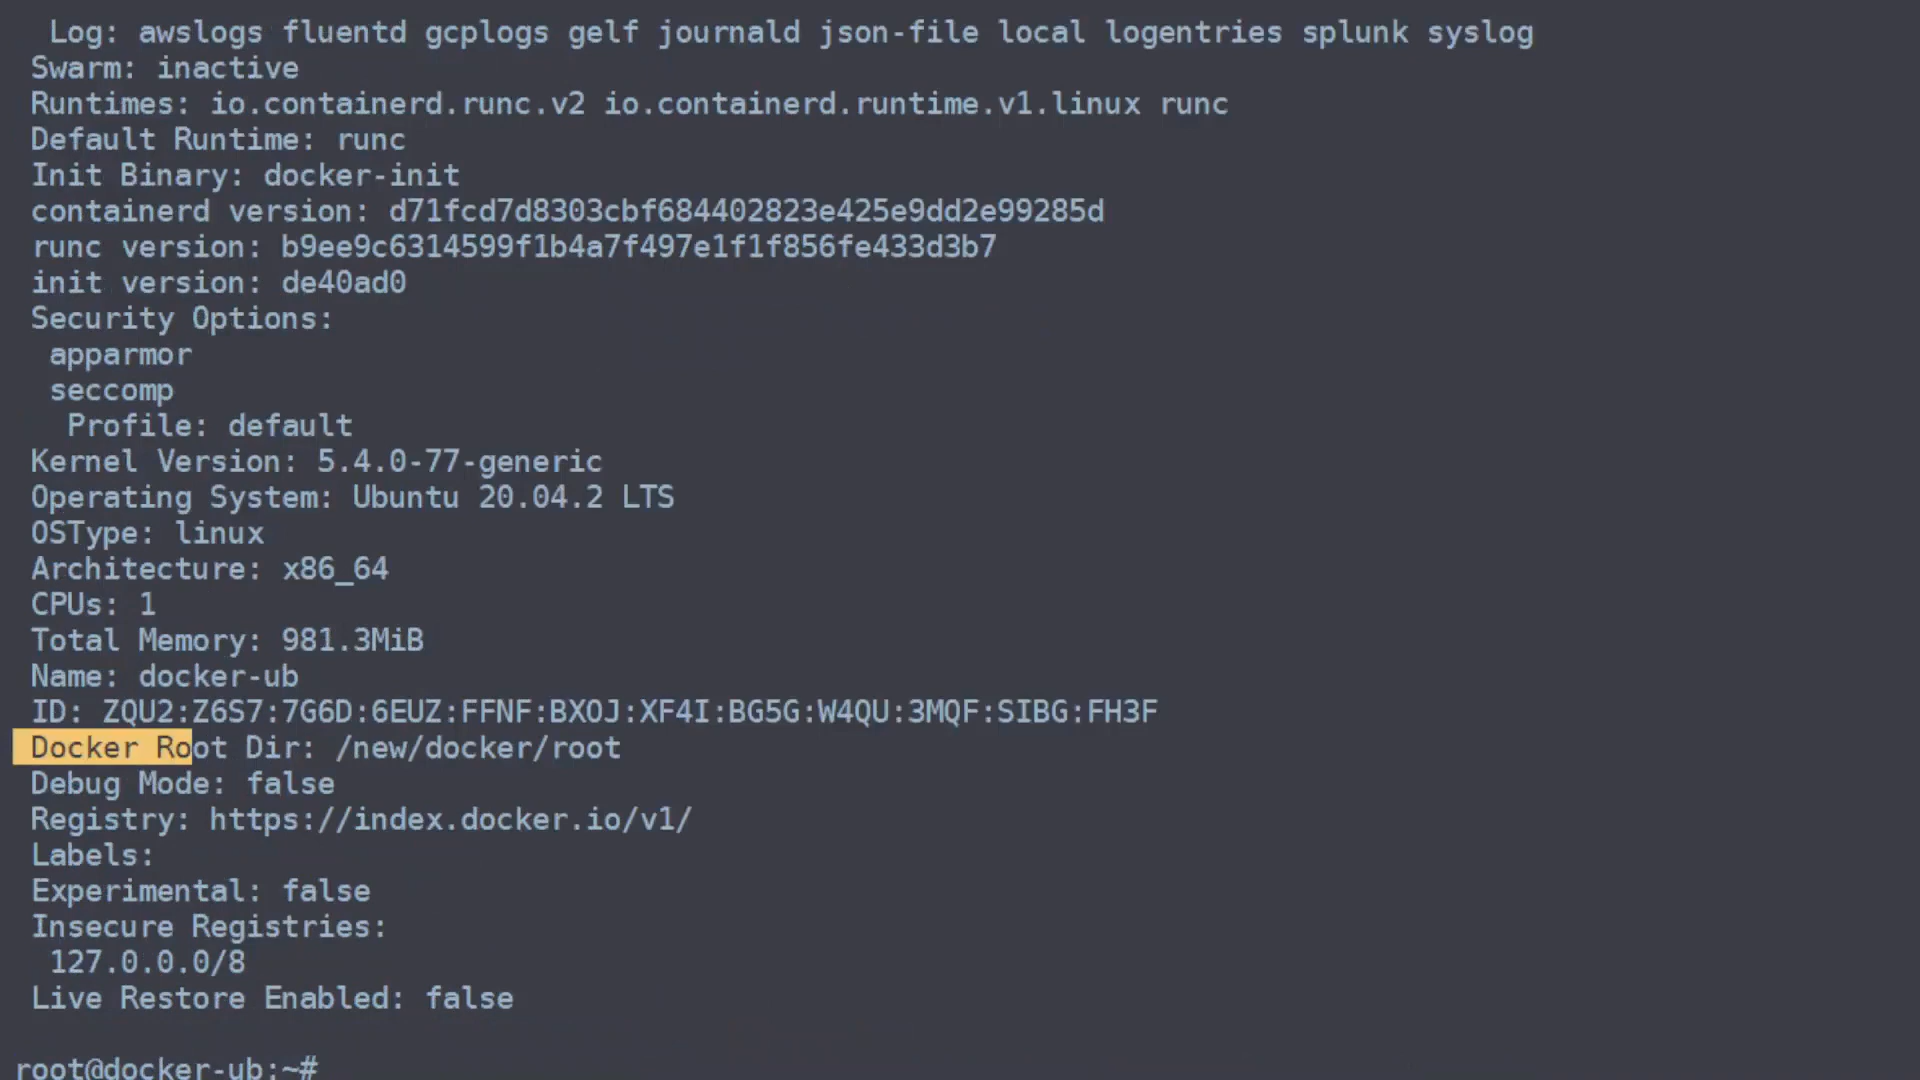 Log: awslogs fluentd gcplogs gelf journald json-file local logentries splunk syslog
Swarm: inactive
Runtimes: io.containerd.runc.v2 io.containerd.runtime.v1.linux runc
Default Runtime: runc
Init Binary: docker-init
containerd version: d71fcd7d8303cbf684402823e425e9dd2e99285d
runc version: b9ee9c6314599f1b4a7f497e1f1f856fe433d3b7
init version: de40ad0
Security Options:
apparmor
seccomp
Profile: default
Kernel Version: 5.4.0-77-generic
Operating System: Ubuntu 20.04.2 LTS
OSType: linux
Architecture: x86_64
CPUs: 1
Total Memory: 981.3MiB
Name: docker-ub
ID: ZQU2:Z6S7:7G6D:6EUZ:FFNF:BXOJ:XF4I:BG5G:W4QU:3MQF:SIBG:FH3F
Docker Root Dir: /new/docker/root
Debug Mode: false
Registry: https://index.docker.io/v1/
Labels:
Experimental: false
Insecure Registries:
127.0.0.0/8
Live Restore Enabled: false
root@docker-ub:~#